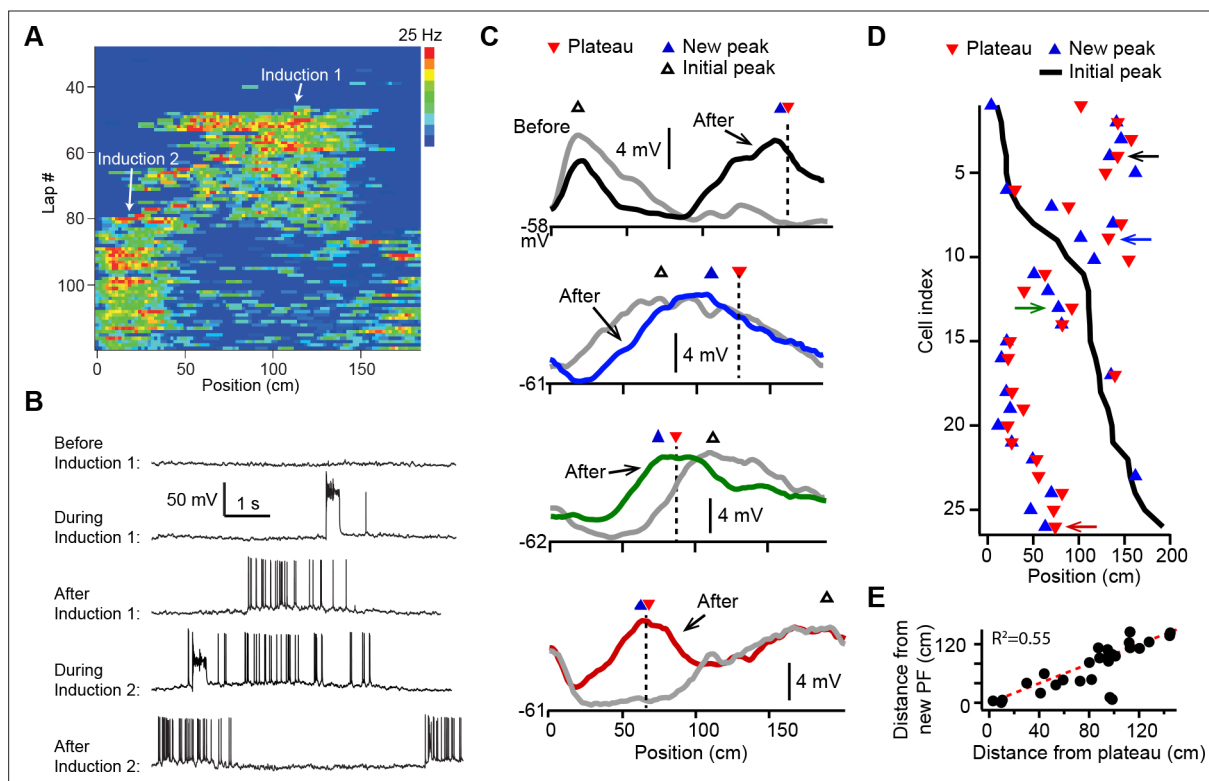 A
25 Hz
Induction 1
Induction 2
40
60
80
100
Lap #
0
50
100
150
Position (cm)
B
Before
Induction 1:
50 mV
1 s
During
Induction 1:
After
Induction 1:
During
Induction 2:
After
Induction 2:
C
Plateau
New peak
Initial peak
Before
After
4 mV
-58
mV
After
4 mV
-61
After
4 mV
-62
After
4 mV
-61
0
50
100
150
Position (cm)
D
Plateau
New peak
Initial peak
5
10
15
20
25
Cell index
0
50
100
150
200
Position (cm)
E
R²=0.55
120
60
0
Distance from
new PF (cm)
0
40
80
120
Distance from plateau (cm)